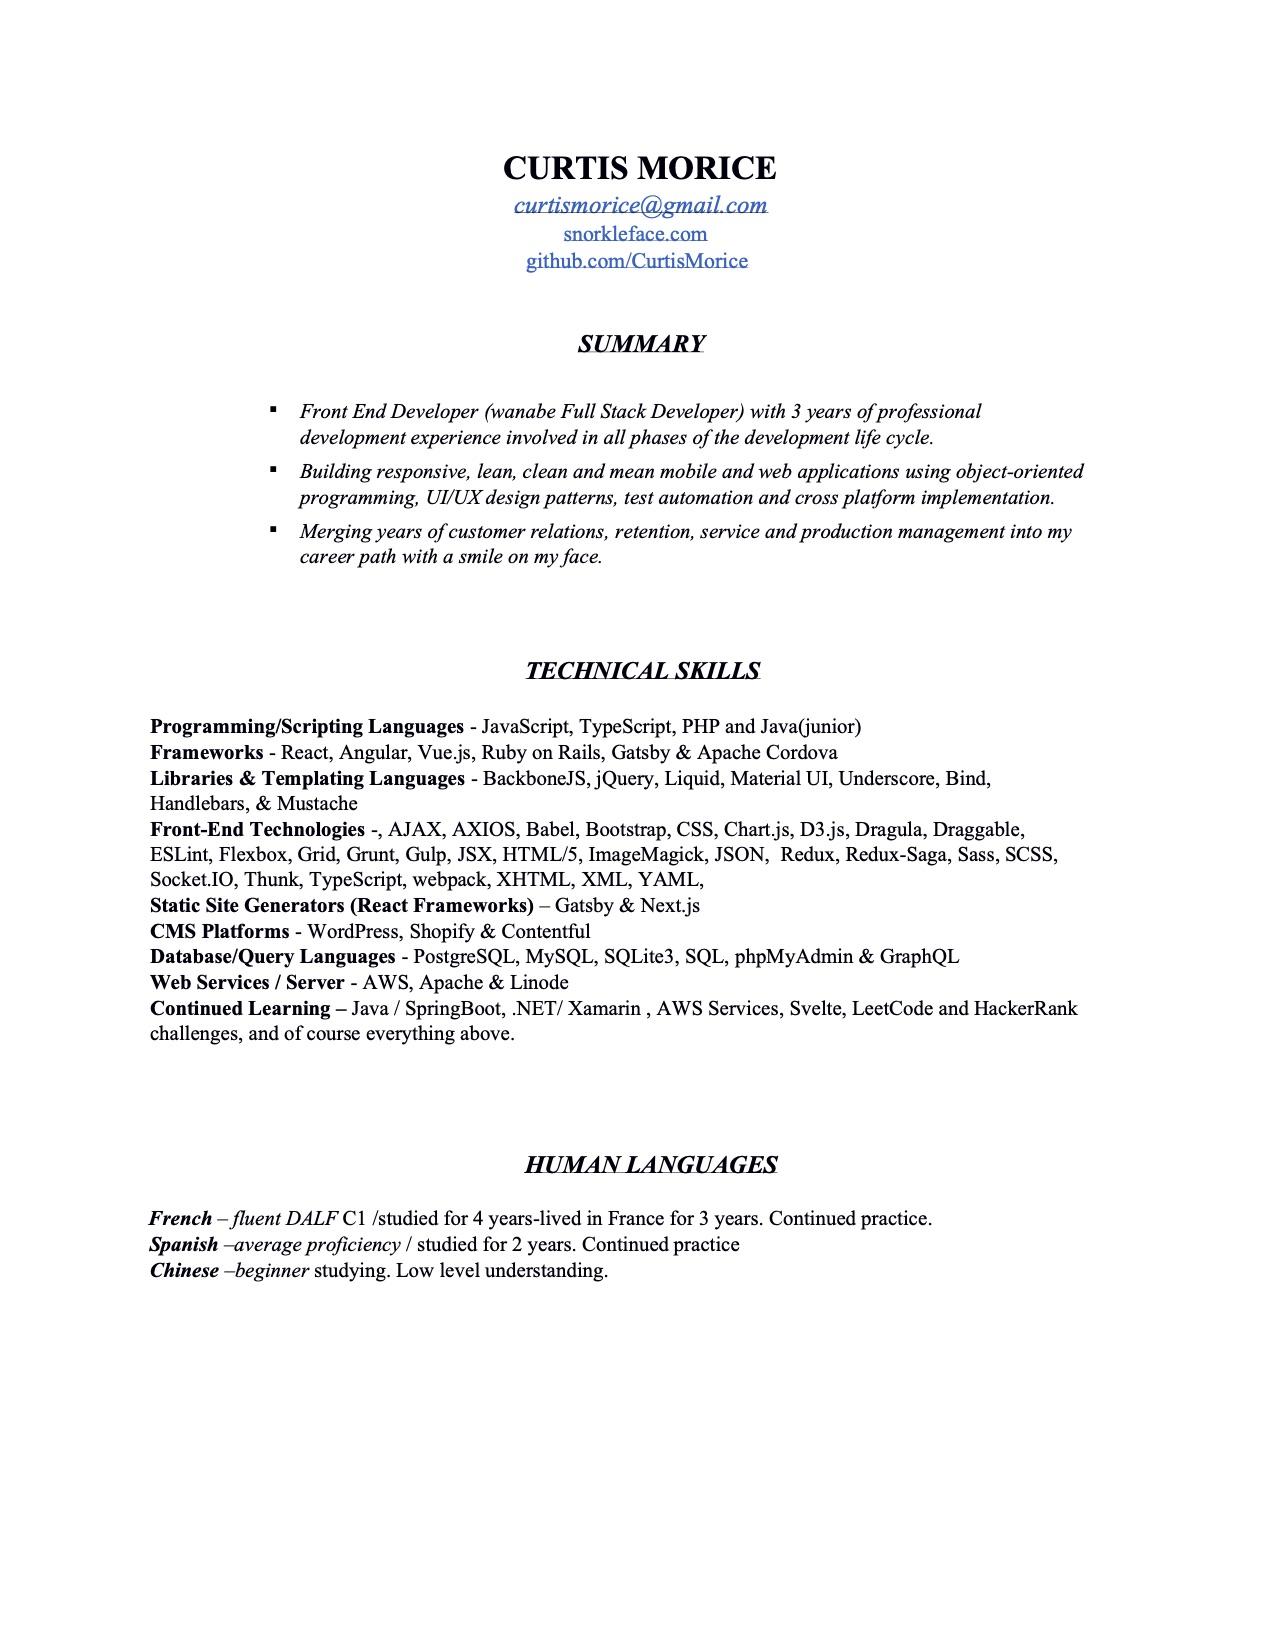 CURTIS MORICE
curtismorice@gmail.com
snorkleface.com
github.com/CurtisMorice
SUMMARY
▪ Front End Developer (wanabe Full Stack Developer) with 3 years of professional
development experience involved in all phases of the development life cycle.
▪ Building responsive, lean, clean and mean mobile and web applications using object-oriented
programming, UI/UX design patterns, test automation and cross platform implementation.
▪ Merging years of customer relations, retention, service and production management into my
career path with a smile on my face.
TECHNICAL SKILLS
Programming/Scripting Languages - JavaScript, TypeScript, PHP and Java(junior)
Frameworks - React, Angular, Vue.js, Ruby on Rails, Gatsby & Apache Cordova
Libraries & Templating Languages - BackboneJS, jQuery, Liquid, Material UI, Underscore, Bind,
Handlebars, & Mustache
Front-End Technologies -, AJAX, AXIOS, Babel, Bootstrap, CSS, Chart.js, D3.js, Dragula, Draggable,
ESLint, Flexbox, Grid, Grunt, Gulp, JSX, HTML/5, ImageMagick, JSON,  Redux, Redux-Saga, Sass, SCSS,
Socket.IO, Thunk, TypeScript, webpack, XHTML, XML, YAML,
Static Site Generators (React Frameworks) – Gatsby & Next.js
CMS Platforms - WordPress, Shopify & Contentful
Database/Query Languages - PostgreSQL, MySQL, SQLite3, SQL, phpMyAdmin & GraphQL
Web Services / Server - AWS, Apache & Linode
Continued Learning – Java / SpringBoot, .NET/ Xamarin , AWS Services, Svelte, LeetCode and HackerRank
challenges, and of course everything above.
HUMAN LANGUAGES
French – fluent DALF C1 /studied for 4 years-lived in France for 3 years. Continued practice.
Spanish –average proficiency / studied for 2 years. Continued practice
Chinese –beginner studying. Low level understanding.